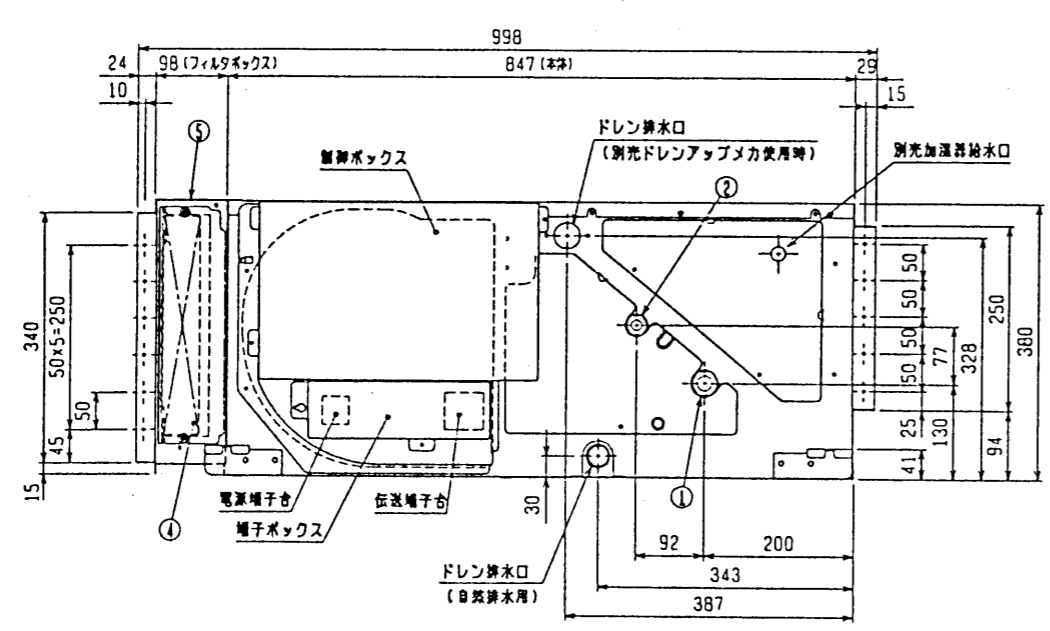 998
24
98(フィルタボックス)
847(本体)
29
10
15
⑤
制御ボックス
ドレン排水口
(別売ドレンアップメカ使用時)
別売加湿器給水口
②
340
50×5=250
50
45
15
50
50
50
50
25
41
77
130
328
250
94
380
④
電源端子台
端子ボックス
伝送端子台
30
①
92
200
ドレン排水口
(自然排水用)
343
387